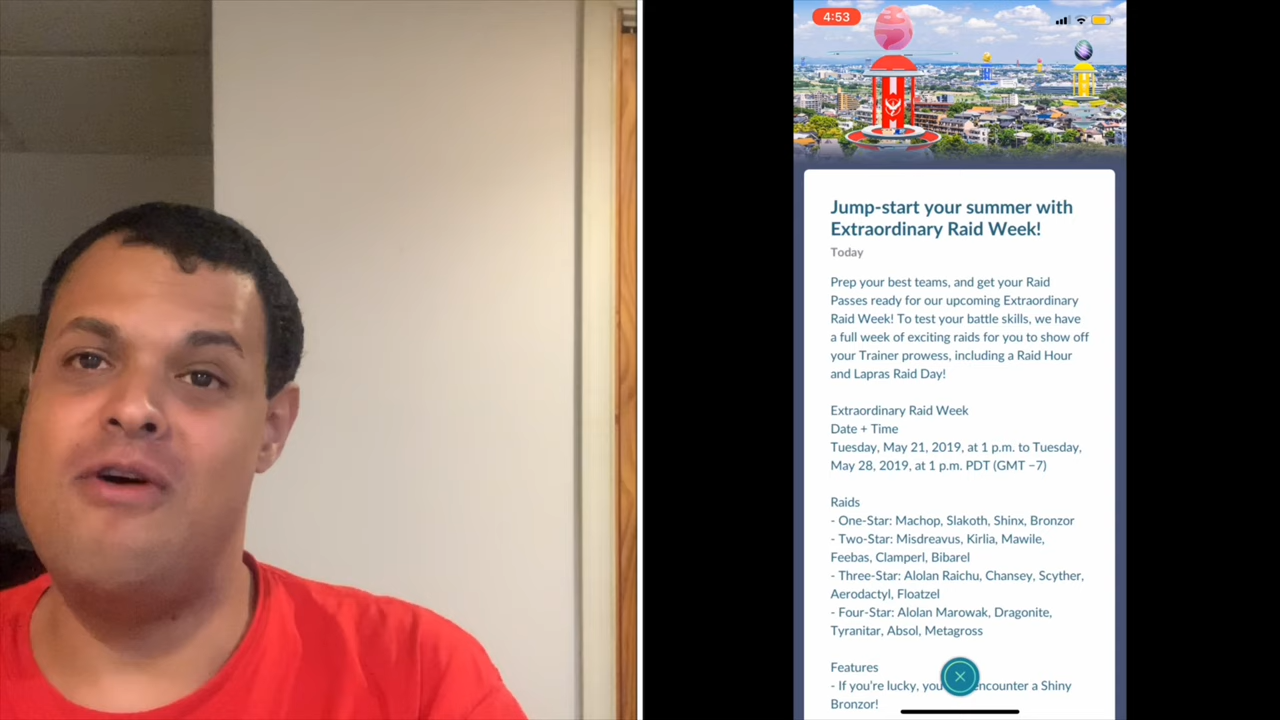 4:53
Jump-start your summer with
Extraordinary Raid Week!
Today
Prep your best teams, and get your Raid
Passes ready for our upcoming Extraordinary
Raid Week! To test your battle skills, we have
a full week of exciting raids for you to show off
your Trainer prowess, including a Raid Hour
and Lapras Raid Day!
Extraordinary Raid Week
Date + Time
Tuesday, May 21, 2019, at 1 p.m. to Tuesday,
May 28, 2019, at 1 p.m. PDT (GMT −7)
Raids
- One-Star: Machop, Slakoth, Shinx, Bronzor
- Two-Star: Misdreavus, Kirlia, Mawile,
Feebas, Clamperl, Bibarel
- Three-Star: Alolan Raichu, Chansey, Scyther,
Aerodactyl, Floatzel
- Four-Star: Alolan Marowak, Dragonite,
Tyranitar, Absol, Metagross
Features
- If you're lucky, you ncounter a Shiny
Bronzor!